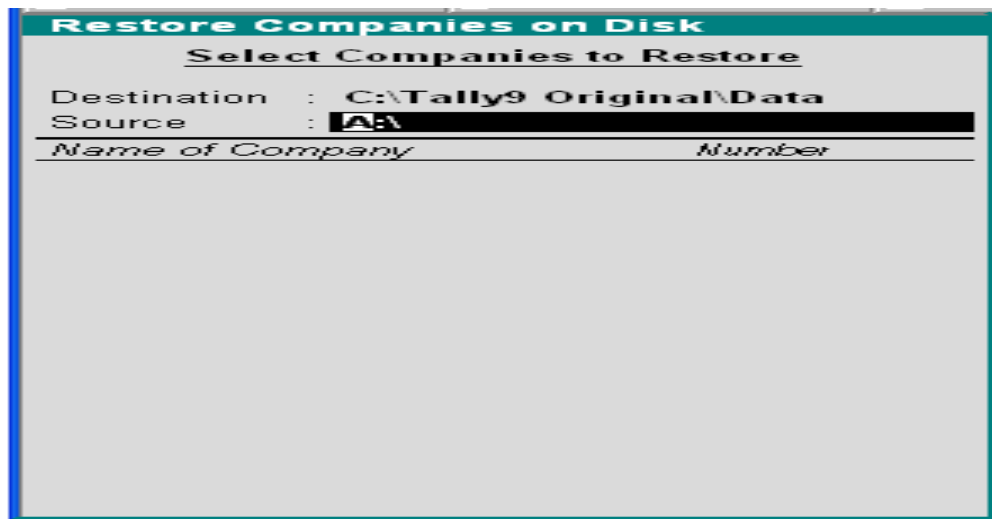 Restore Companies on Disk
Select Companies to Restore
Destination : C:\Tally9 Original\Data
Source : A:\
Name of Company Number